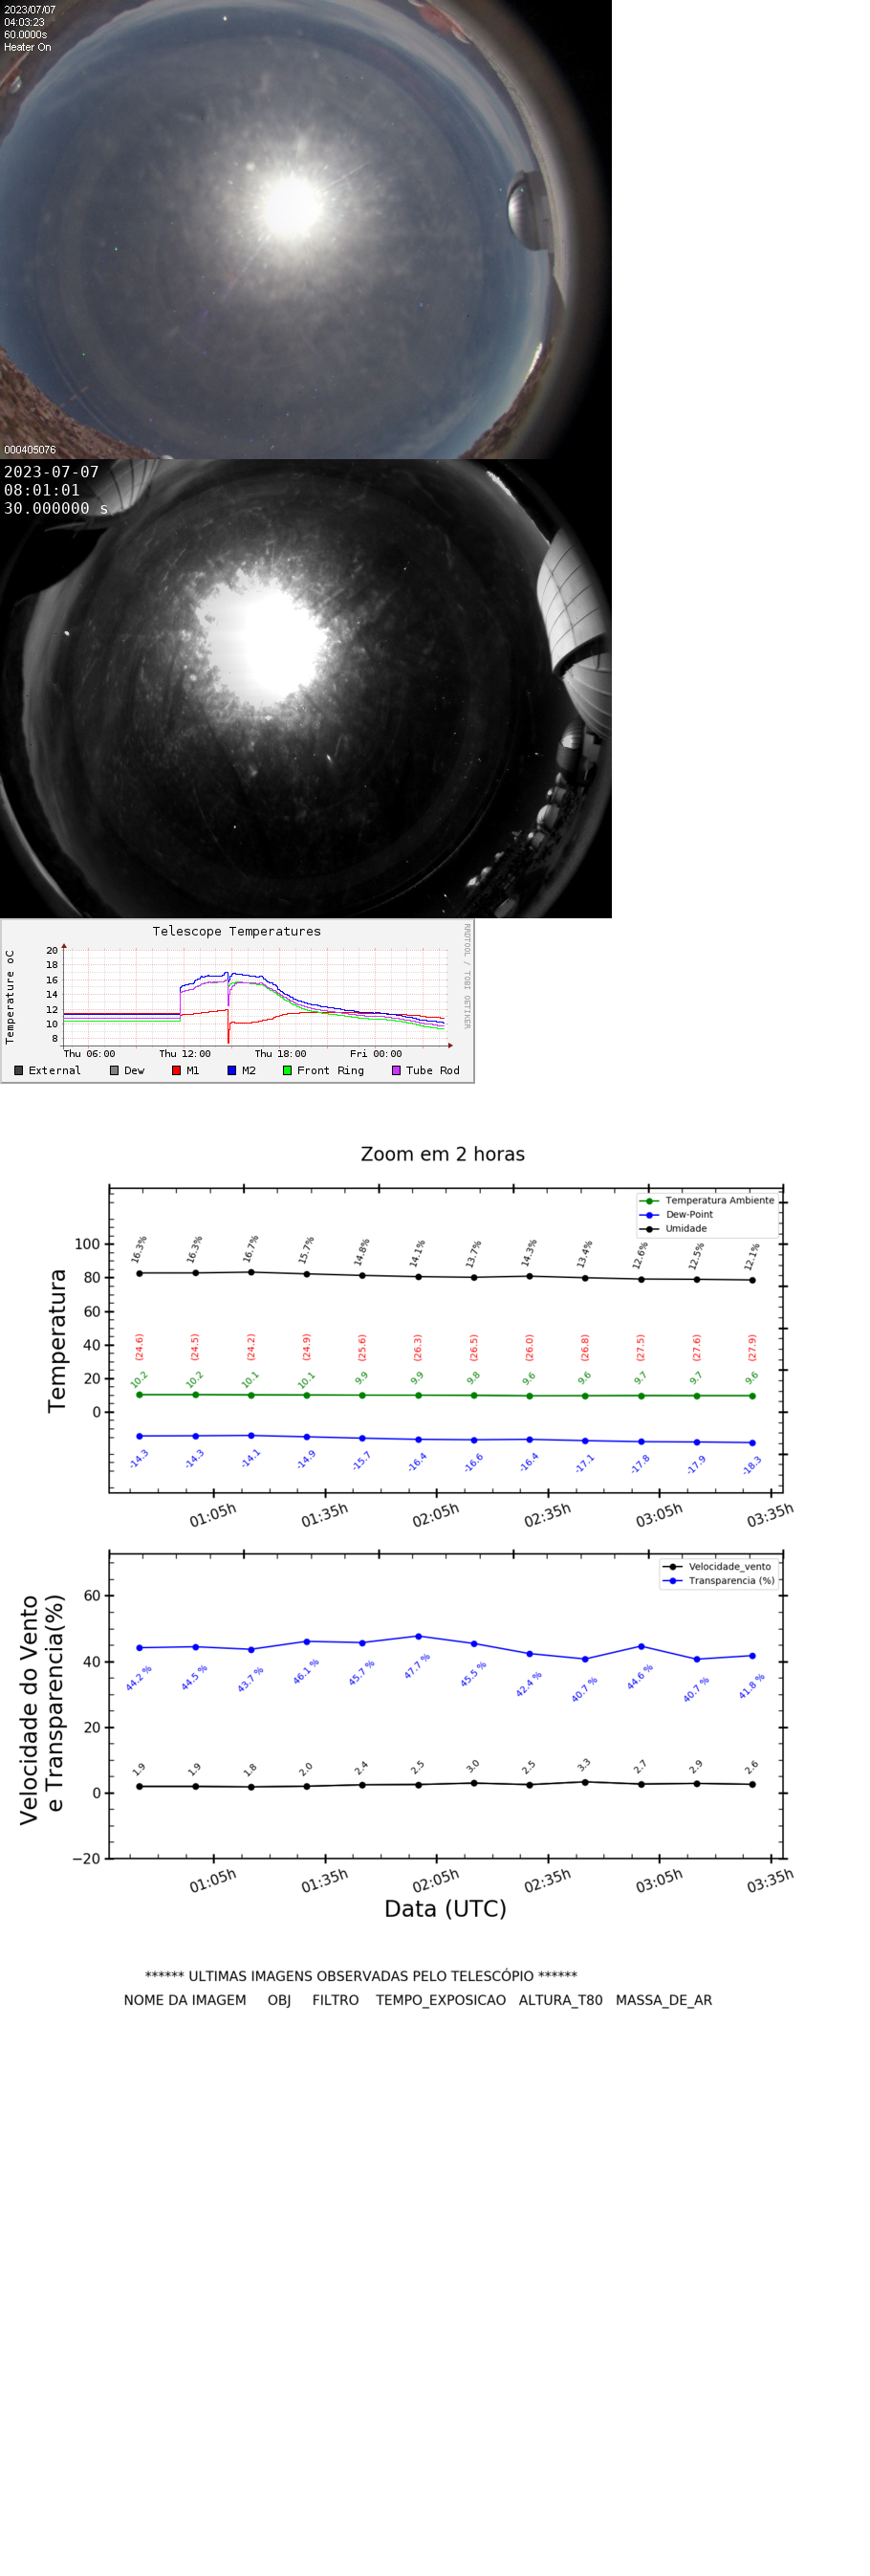 2023/07/07
04:03:23
60.0000s
Heater On
000405076
2023-07-07
08:01:01
30.000000 s
Telescope Temperatures
RRDTOOL / TOBI OETIKER
Temperature oC
20
18
16
14
12
10
8
Thu 06:00 Thu 12:00 Thu 18:00 Fri 00:00
External Dew M1 M2 Front Ring Tube Rod
Zoom em 2 horas
Temperatura Ambiente
Dew-Point
Umidade
Temperatura
100
80
60
40
20
0
16.3% 16.3% 16.7% 15.7% 14.8% 14.1% 13.7% 14.3% 13.4% 12.6% 12.5% 12.1%
(24.6) (24.5) (24.2) (24.9) (25.6) (26.3) (26.5) (26.0) (26.8) (27.5) (27.6) (27.9)
10.2 10.2 10.1 10.1 9.9 9.9 9.8 9.6 9.6 9.7 9.7 9.6
-14.3 -14.3 -14.1 -14.9 -15.7 -16.4 -16.6 -16.4 -17.1 -17.8 -17.9 -18.3
01:05h 01:35h 02:05h 02:35h 03:05h 03:35h
Velocidade_vento
Transparencia (%)
Velocidade do Vento
e Transparencia(%)
60
40
20
0
−20
44.2 % 44.5 % 43.7 % 46.1 % 45.7 % 47.7 % 45.5 % 42.4 % 40.7 % 44.6 % 40.7 % 41.8 %
1.9 1.9 1.8 2.0 2.4 2.5 3.0 2.5 3.3 2.7 2.9 2.6
01:05h 01:35h 02:05h 02:35h 03:05h 03:35h
Data (UTC)
****** ULTIMAS IMAGENS OBSERVADAS PELO TELESCÓPIO ******
NOME DA IMAGEM OBJ FILTRO TEMPO_EXPOSICAO ALTURA_T80 MASSA_DE_AR